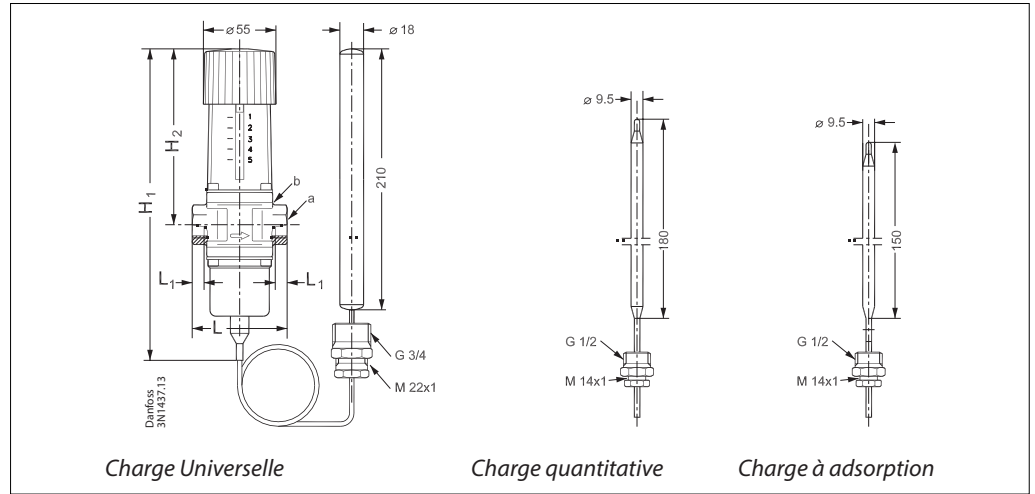 ø 55
ø 18
1
2
3
4
5
H2
H1
b
a
210
L1
L1
L
G 3/4
M 22x1
Danfoss
3N1437.13
ø 9.5
180
G 1/2
M 14x1
ø 9.5
150
G 1/2
M 14x1
Charge Universelle
Charge quantitative
Charge à adsorption